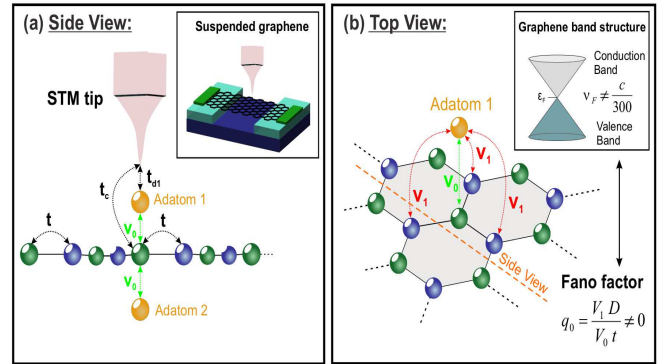 (a) Side View:
Suspended graphene
STM tip
t_c
t_d1
Adatom 1
t
V_0
t
V_0
Adatom 2
(b) Top View:
Graphene band structure
Conduction
Band
ε_F
ν_F ≠ c/300
Valence
Band
Adatom 1
V_1
V_0
V_1
V_1
Side View
Fano factor
q_0 = V_1 D / V_0 t ≠ 0